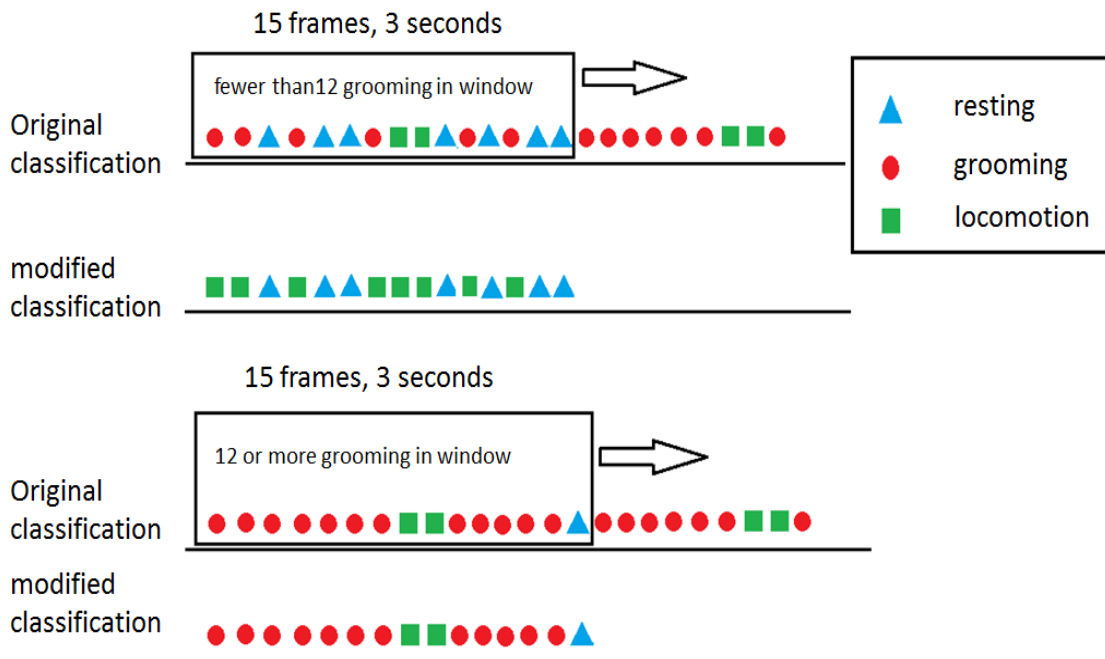 15 frames, 3 seconds
fewer than12 grooming in window
Original
classification
resting
grooming
locomotion
modified
classification
15 frames, 3 seconds
12 or more grooming in window
Original
classification
modified
classification